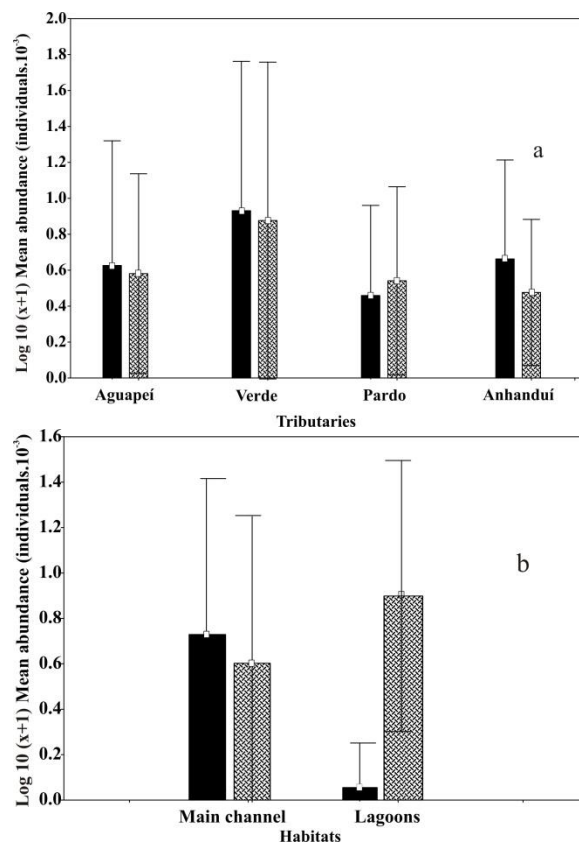 2.0
1.8
1.6
1.4
1.2
1.0
0.8
0.6
0.4
0.2
0.0
Log 10 (x+1) Mean abundance (individuals.10⁻³)
a
Aguapeí Verde Pardo Anhanduí
Tributaries
1.6
1.4
1.2
1.0
0.8
0.6
0.4
0.2
0.0
Log 10 (x+1) Mean abundance (individuals.10⁻³)
b
Main channel Lagoons
Habitats